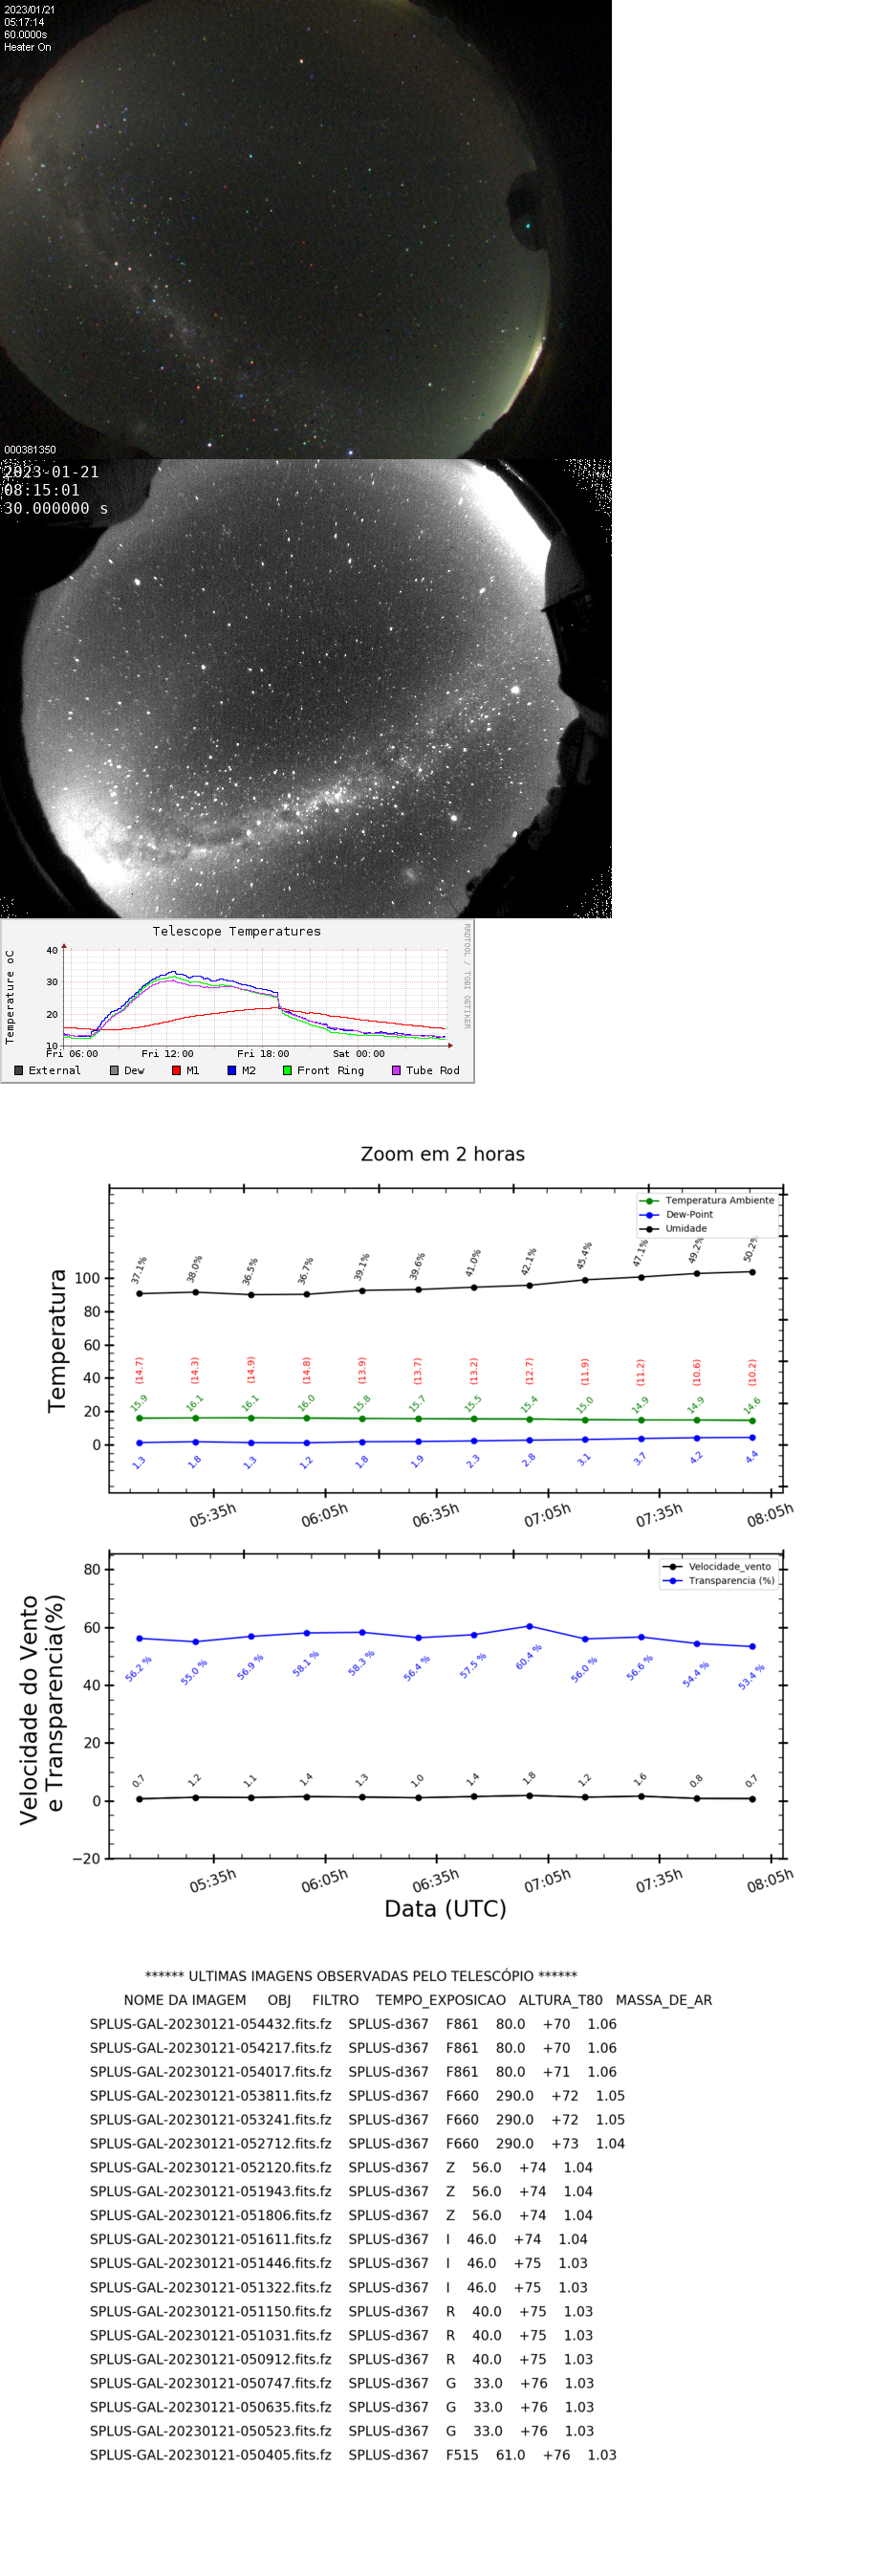 2023/01/21
05:17:14
60.0000s
Heater On
000381350
2023-01-21
08:15:01
30.000000 s
Telescope Temperatures
RRDTOOL / TOBI OETIKER
Temperature oC
40
30
20
10
Fri 06:00 Fri 12:00 Fri 18:00 Sat 00:00
External Dew M1 M2 Front Ring Tube Rod
Zoom em 2 horas
Temperatura Ambiente
Dew-Point
Umidade
37.1% 38.0% 36.5% 36.7% 39.1% 39.6% 41.0% 42.1% 45.4% 47.1% 49.2% 50.2%
Temperatura
100
80
60
40
20
0
(14.7) (14.3) (14.9) (14.8) (13.9) (13.7) (13.2) (12.7) (11.9) (11.2) (10.6) (10.2)
15.9 16.1 16.1 16.0 15.8 15.7 15.5 15.4 15.0 14.9 14.9 14.6
1.3 1.8 1.3 1.2 1.8 1.9 2.3 2.8 3.1 3.7 4.2 4.4
05:35h 06:05h 06:35h 07:05h 07:35h 08:05h
Velocidade_vento
Transparencia (%)
Velocidade do Vento
e Transparencia(%)
80
60
40
20
0
−20
56.2 % 55.0 % 56.9 % 58.1 % 58.3 % 56.4 % 57.5 % 60.4 % 56.0 % 56.6 % 54.4 % 53.4 %
0.7 1.2 1.1 1.4 1.3 1.0 1.4 1.8 1.2 1.6 0.8 0.7
05:35h 06:05h 06:35h 07:05h 07:35h 08:05h
Data (UTC)
****** ULTIMAS IMAGENS OBSERVADAS PELO TELESCÓPIO ******
NOME DA IMAGEM OBJ FILTRO TEMPO_EXPOSICAO ALTURA_T80 MASSA_DE_AR
SPLUS-GAL-20230121-054432.fits.fz SPLUS-d367 F861 80.0 +70 1.06
SPLUS-GAL-20230121-054217.fits.fz SPLUS-d367 F861 80.0 +70 1.06
SPLUS-GAL-20230121-054017.fits.fz SPLUS-d367 F861 80.0 +71 1.06
SPLUS-GAL-20230121-053811.fits.fz SPLUS-d367 F660 290.0 +72 1.05
SPLUS-GAL-20230121-053241.fits.fz SPLUS-d367 F660 290.0 +72 1.05
SPLUS-GAL-20230121-052712.fits.fz SPLUS-d367 F660 290.0 +73 1.04
SPLUS-GAL-20230121-052120.fits.fz SPLUS-d367 Z 56.0 +74 1.04
SPLUS-GAL-20230121-051943.fits.fz SPLUS-d367 Z 56.0 +74 1.04
SPLUS-GAL-20230121-051806.fits.fz SPLUS-d367 Z 56.0 +74 1.04
SPLUS-GAL-20230121-051611.fits.fz SPLUS-d367 I 46.0 +74 1.04
SPLUS-GAL-20230121-051446.fits.fz SPLUS-d367 I 46.0 +75 1.03
SPLUS-GAL-20230121-051322.fits.fz SPLUS-d367 I 46.0 +75 1.03
SPLUS-GAL-20230121-051150.fits.fz SPLUS-d367 R 40.0 +75 1.03
SPLUS-GAL-20230121-051031.fits.fz SPLUS-d367 R 40.0 +75 1.03
SPLUS-GAL-20230121-050912.fits.fz SPLUS-d367 R 40.0 +75 1.03
SPLUS-GAL-20230121-050747.fits.fz SPLUS-d367 G 33.0 +76 1.03
SPLUS-GAL-20230121-050635.fits.fz SPLUS-d367 G 33.0 +76 1.03
SPLUS-GAL-20230121-050523.fits.fz SPLUS-d367 G 33.0 +76 1.03
SPLUS-GAL-20230121-050405.fits.fz SPLUS-d367 F515 61.0 +76 1.03